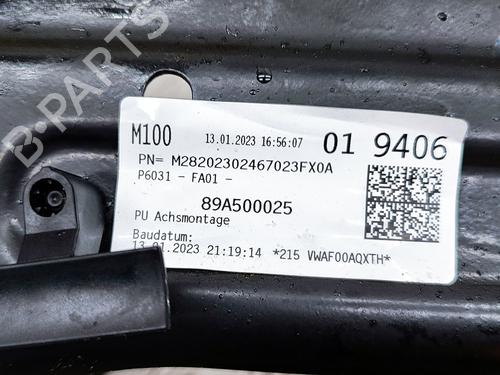 B-PARTS
M100 13.01.2023 16:56:07 01 9406
PN= M28202302467023FX0A
P6031 - FA01 -
89A500025
PU Achsmontage
Baudatum:
13.01.2023 21:19:14 *215 VWAF00AQXTH*